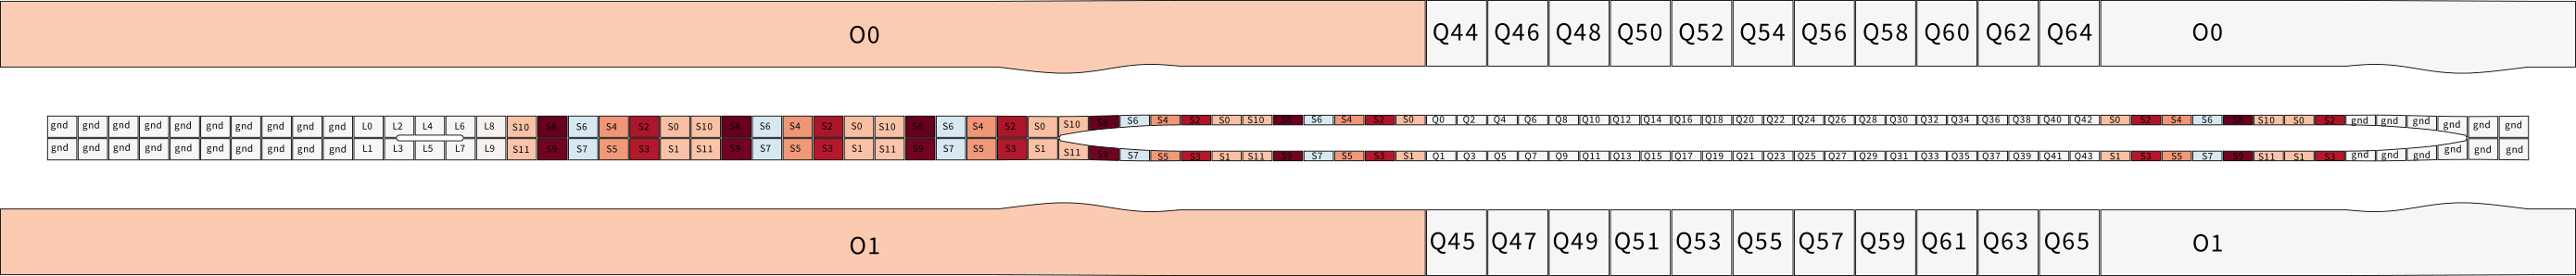 O0 Q44 Q46 Q48 Q50 Q52 Q54 Q56 Q58 Q60 Q62 Q64 O0
gnd gnd gnd gnd gnd gnd gnd gnd gnd gnd L0 L2 L4 L6 L8 S10 S8 S6 S4 S2 S0 S10 S8 S6 S4 S2 S0 S10 S8 S6 S4 S2 S0 S10 S8 S6 S4 S2 S0 S10 S8 S6 S4 S2 S0 Q0 Q2 Q4 Q6 Q8 Q10 Q12 Q14 Q16 Q18 Q20 Q22 Q24 Q26 Q28 Q30 Q32 Q34 Q36 Q38 Q40 Q42 S0 S2 S4 S6 S8 S10 S0 S2 gnd gnd gnd gnd gnd gnd
gnd gnd gnd gnd gnd gnd gnd gnd gnd gnd L1 L3 L5 L7 L9 S11 S9 S7 S5 S3 S1 S11 S9 S7 S5 S3 S1 S11 S9 S7 S5 S3 S1 S11 S9 S7 S5 S3 S1 S11 S9 S7 S5 S3 S1 Q1 Q3 Q5 Q7 Q9 Q11 Q13 Q15 Q17 Q19 Q21 Q23 Q25 Q27 Q29 Q31 Q33 Q35 Q37 Q39 Q41 Q43 S1 S3 S5 S7 S9 S11 S1 S3 gnd gnd gnd gnd gnd gnd
O1 Q45 Q47 Q49 Q51 Q53 Q55 Q57 Q59 Q61 Q63 Q65 O1